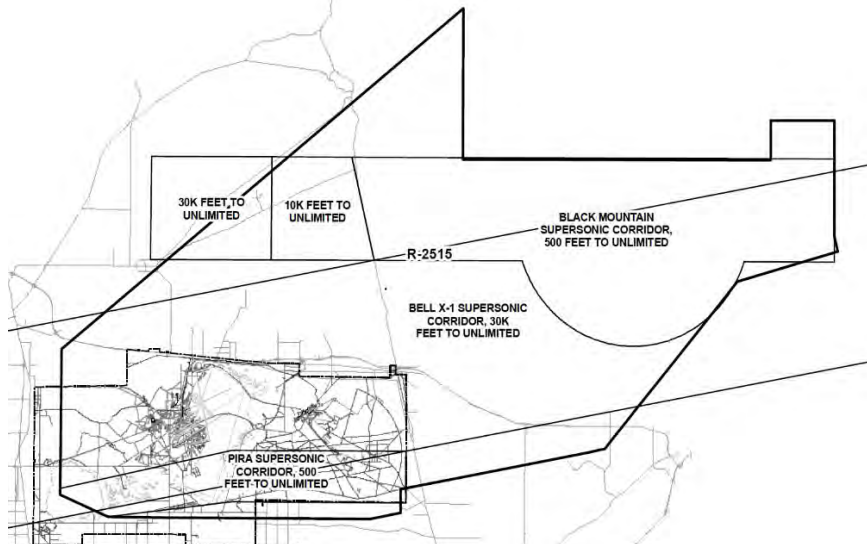 30K FEET TO
UNLIMITED
10K FEET TO
UNLIMITED
BLACK MOUNTAIN
SUPERSONIC CORRIDOR,
500 FEET TO UNLIMITED
R-2515
BELL X-1 SUPERSONIC
CORRIDOR, 30K
FEET TO UNLIMITED
PIRA SUPERSONIC
CORRIDOR, 500
FEET TO UNLIMITED